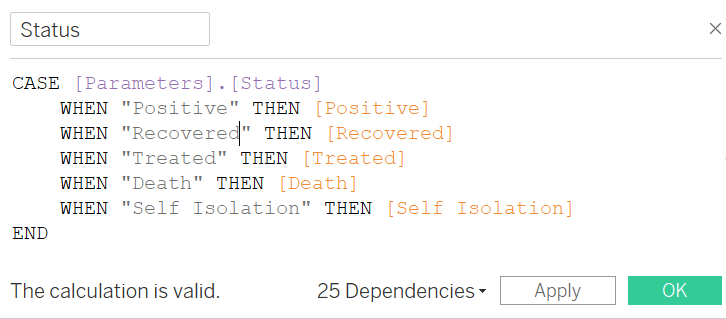 Status
CASE [Parameters].[Status]
WHEN "Positive" THEN [Positive]
WHEN "Recovered" THEN [Recovered]
WHEN "Treated" THEN [Treated]
WHEN "Death" THEN [Death]
WHEN "Self Isolation" THEN [Self Isolation]
END
The calculation is valid. 25 Dependencies Apply OK